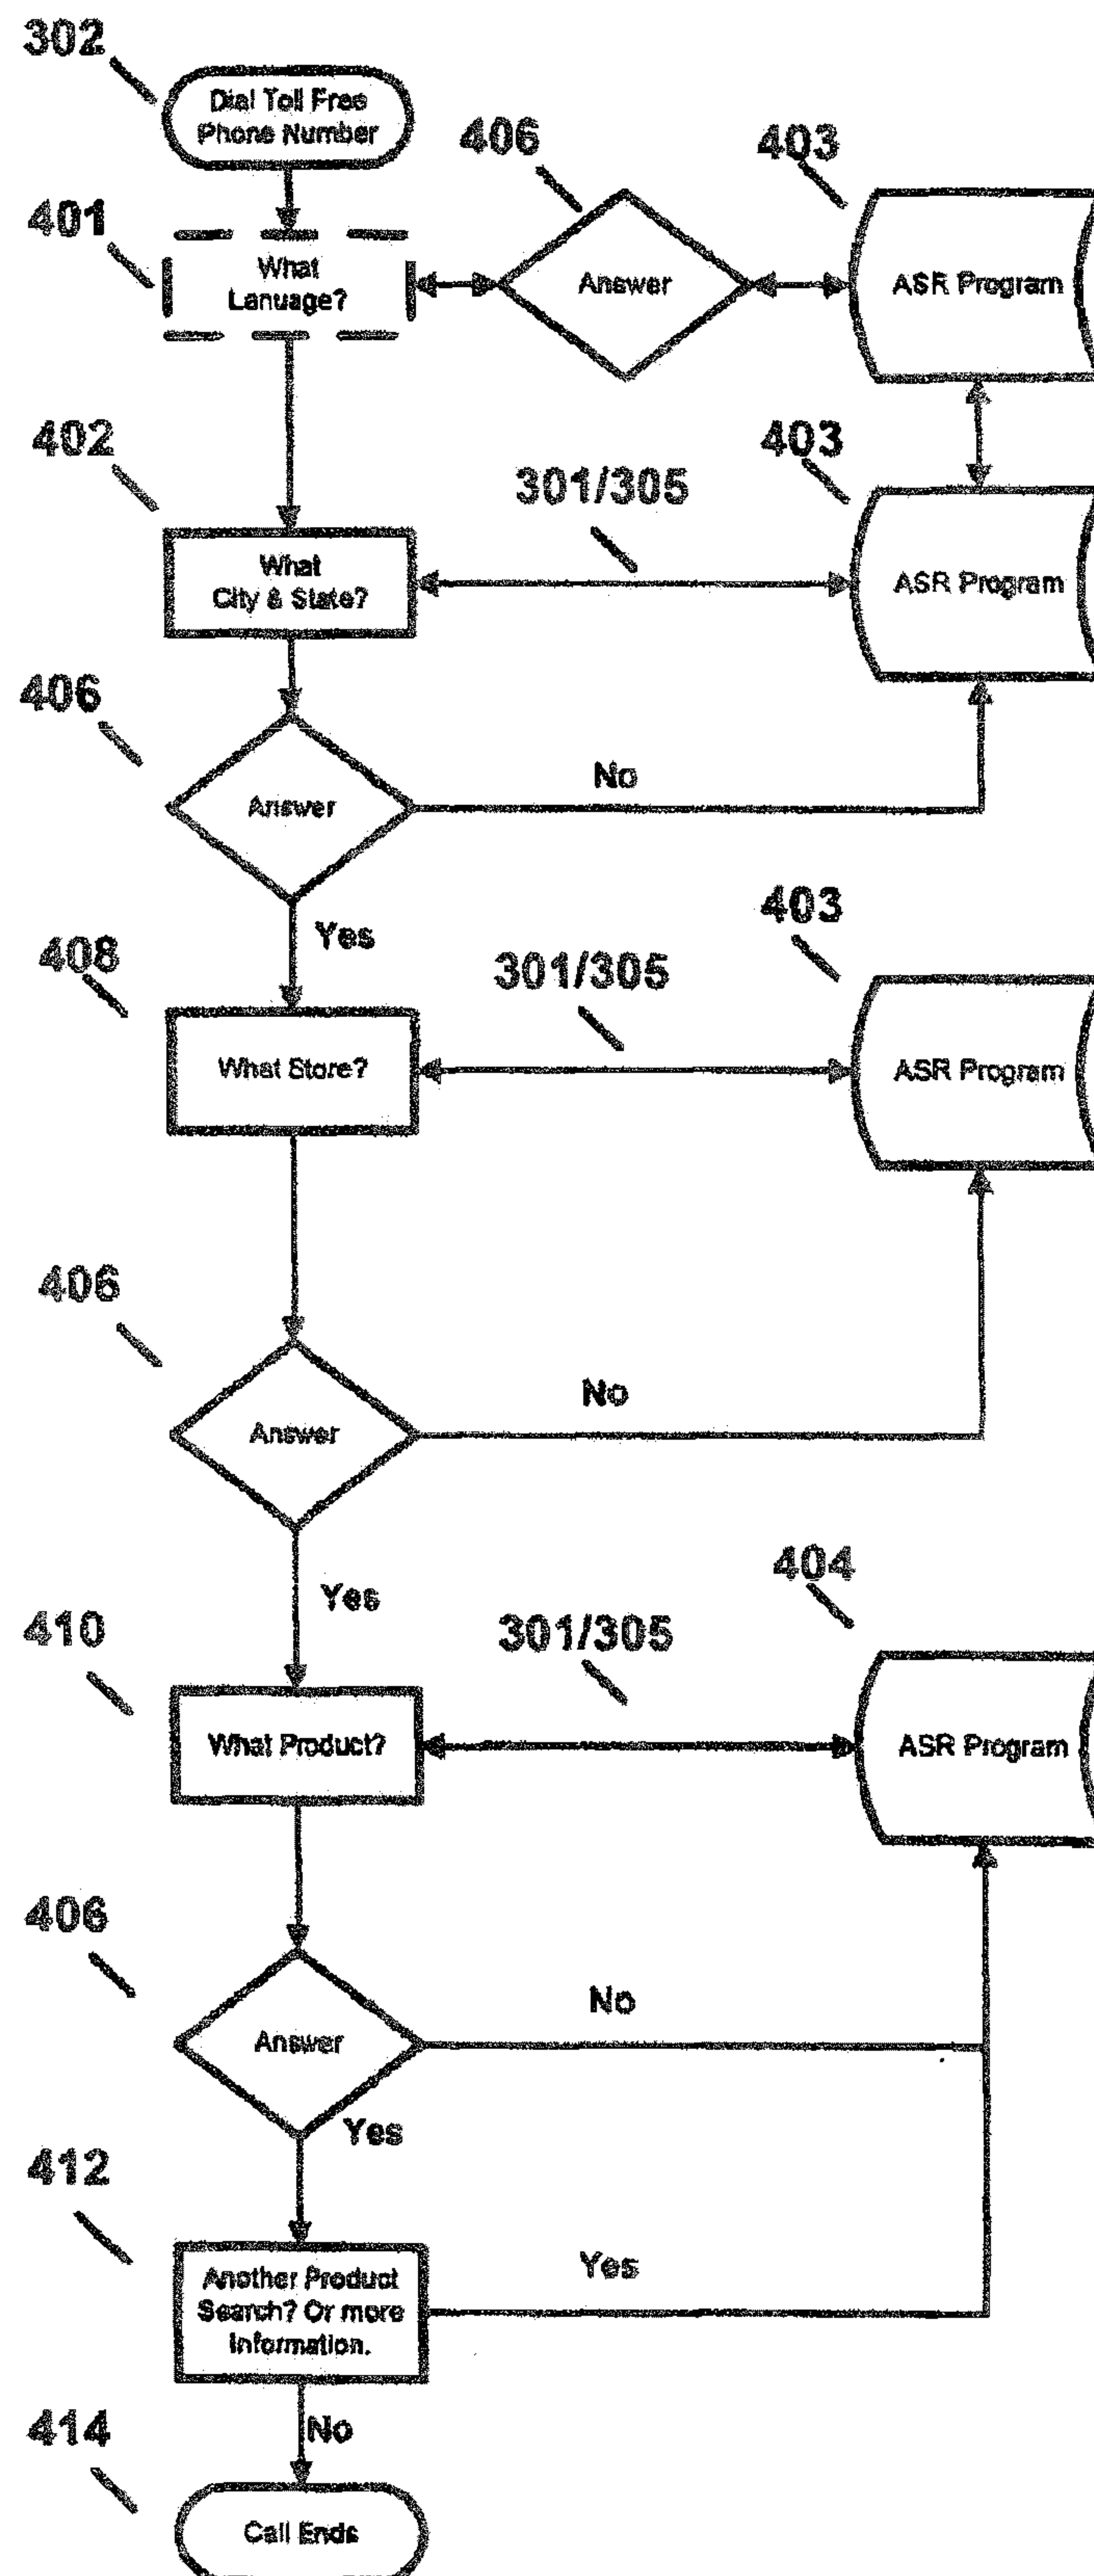 302
Dial Toll Free
Phone Number
406
403
401
What
Lanuage?
Answer
ASR Program
402
403
301/305
What
City & State?
ASR Program
406
No
Answer
Yes
403
408
301/305
What Store?
ASR Program
406
No
Answer
Yes
404
410
301/305
What Product?
ASR Program
406
No
Answer
Yes
412
Yes
Another Product
Search? Or more
Information.
No
414
Call Ends